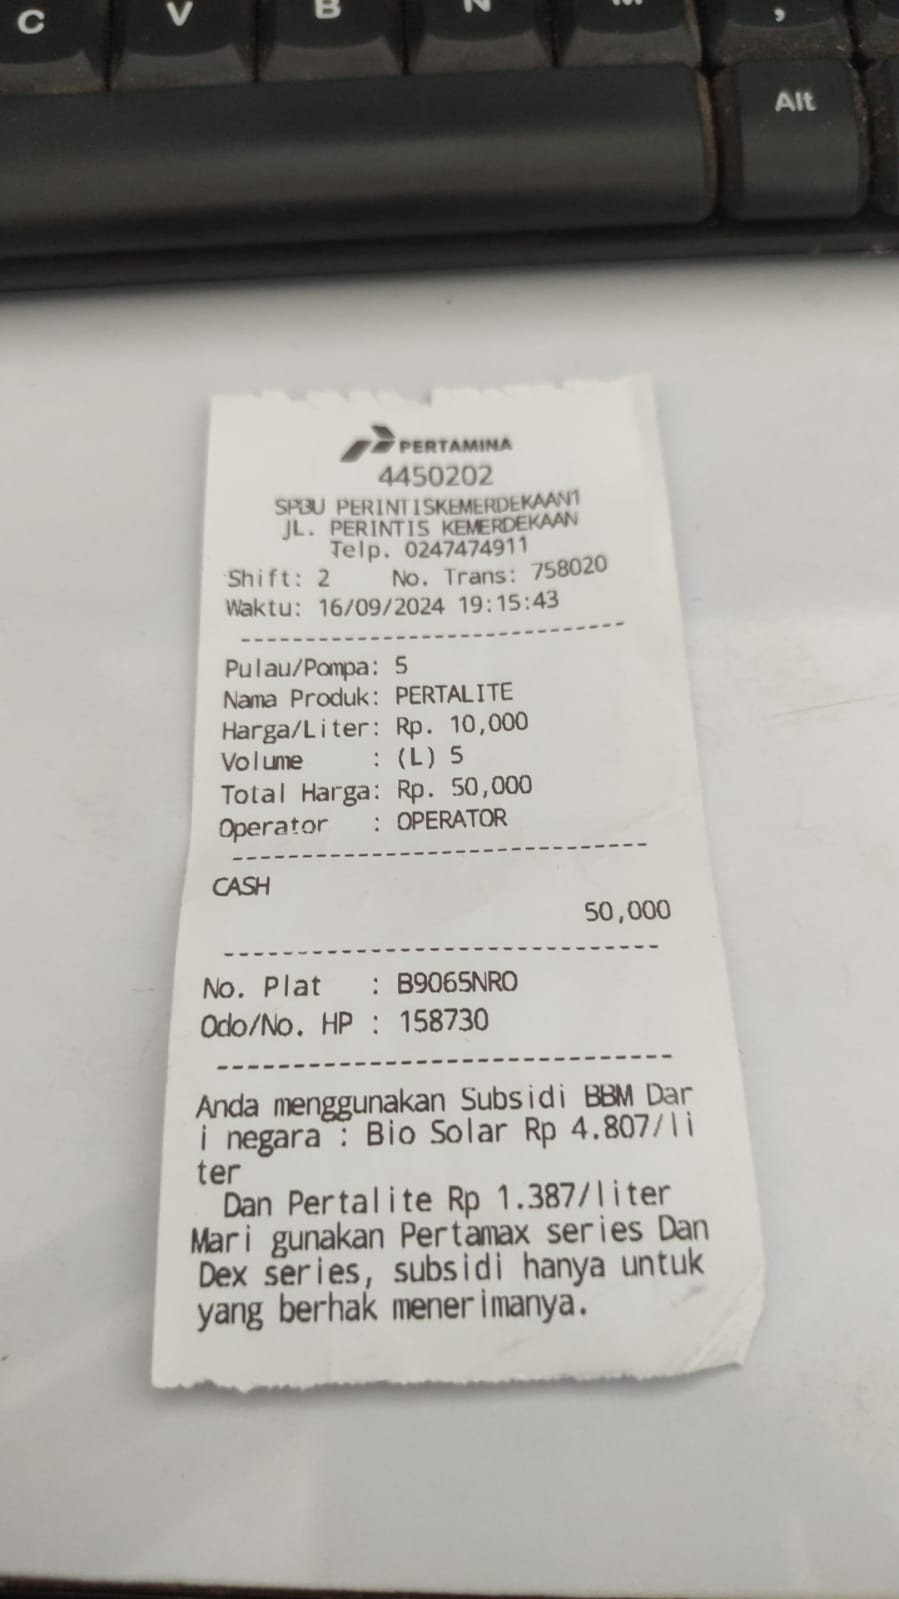 C V B N M ,
Alt
PERTAMINA
4450202
SPBU PERINTISKEMERDEKAAN1
JL. PERINTIS KEMERDEKAAN
Telp. 0247474911
Shift: 2 No. Trans: 758020
Waktu: 16/09/2024 19:15:43
Pulau/Pompa: 5
Nama Produk: PERTALITE
Harga/Liter: Rp. 10,000
Volume : (L) 5
Total Harga: Rp. 50,000
Operator : OPERATOR
CASH
50,000
No. Plat : B9065NRO
Odo/No. HP : 158730
Anda menggunakan Subsidi BBM Dar
i negara : Bio Solar Rp 4.807/li
ter
Dan Pertalite Rp 1.387/liter
Mari gunakan Pertamax series Dan
Dex series, subsidi hanya untuk
yang berhak menerimanya.